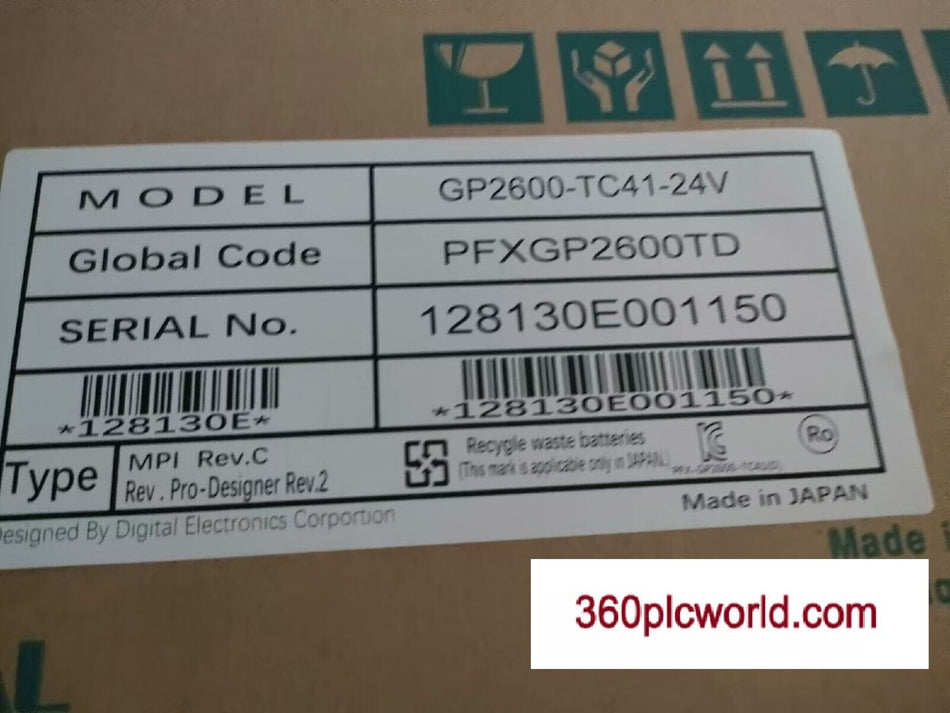 MODEL GP2600-TC41-24V
Global Code PFXGP2600TD
SERIAL No. 128130E001150
*128130E* *128130E001150*
Type MPI Rev.C
Rev . Pro-Designer Rev.2
Recycle waste batteries
(This mark is applicable only in JAPAN.)
Ro
Made in JAPAN
Designed By Digital Electronics Corportion
Made
360plcworld.com